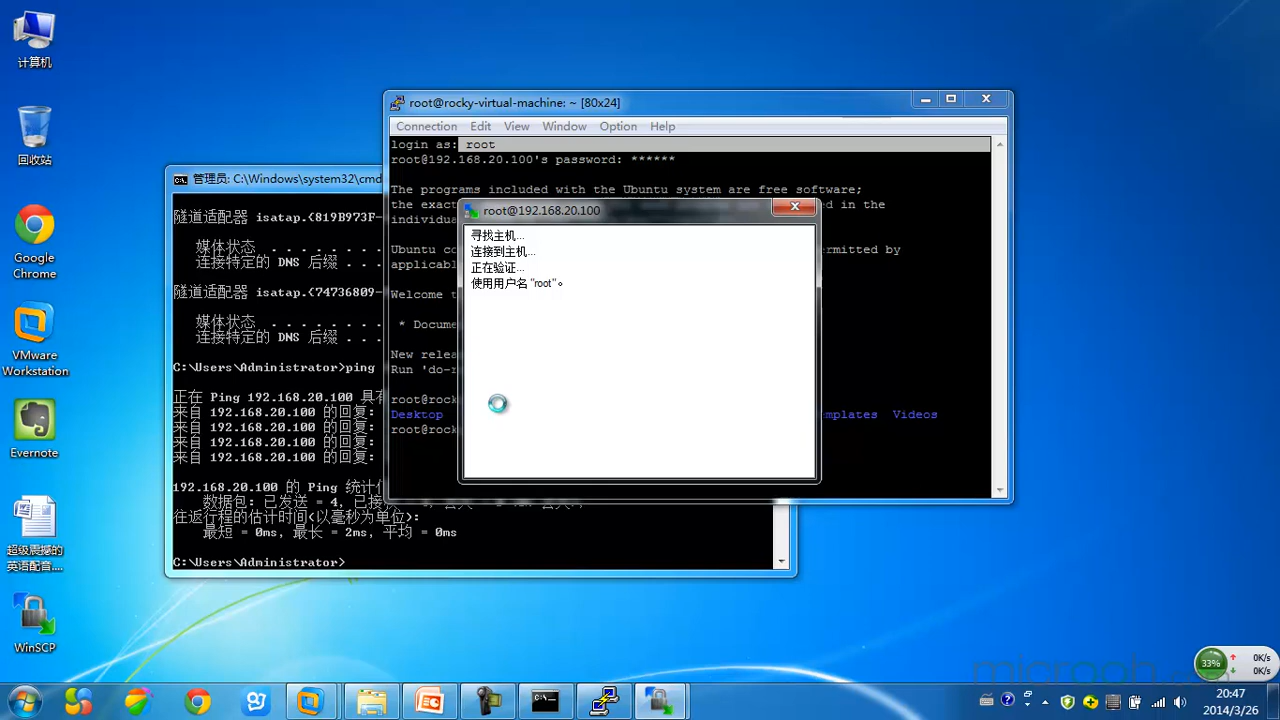 计算机
回收站
Google
Chrome
VMware
Workstation
Evernote
超级震撼的
英语配音....
WinSCP
管理员: C:\Windows\system32\cmd
隧道适配器 isatap.{819B973F-
媒体状态 . . . . . . . . . . . .
连接特定的 DNS 后缀 . . . . . . .
隧道适配器 isatap.{74736809-
媒体状态 . . . . . . . . . . . .
连接特定的 DNS 后缀 . . . . . . .
C:\Users\Administrator>ping
正在 Ping 192.168.20.100 具有
来自 192.168.20.100 的回复:
来自 192.168.20.100 的回复:
来自 192.168.20.100 的回复:
来自 192.168.20.100 的回复:
192.168.20.100 的 Ping 统计信
数据包: 已发送 = 4, 已接
往返行程的估计时间(以毫秒为单位):
最短 = 0ms, 最长 = 2ms, 平均 = 0ms
C:\Users\Administrator>
root@rocky-virtual-machine: ~ [80x24]
Connection Edit View Window Option Help
login as: root
root@192.168.20.100's password: ******
The programs included with the Ubuntu system are free software;
the exact d in the
individua
Ubuntu co ermitted by
applicab
Welcome t
* Docume
New relea
Run 'do-r
root@rock
Desktop mplates Videos
root@rock
root@192.168.20.100
寻找主机...
连接到主机...
正在验证...
使用用户名 "root"。
33%
0K/s
0K/s
20:47
2014/3/26